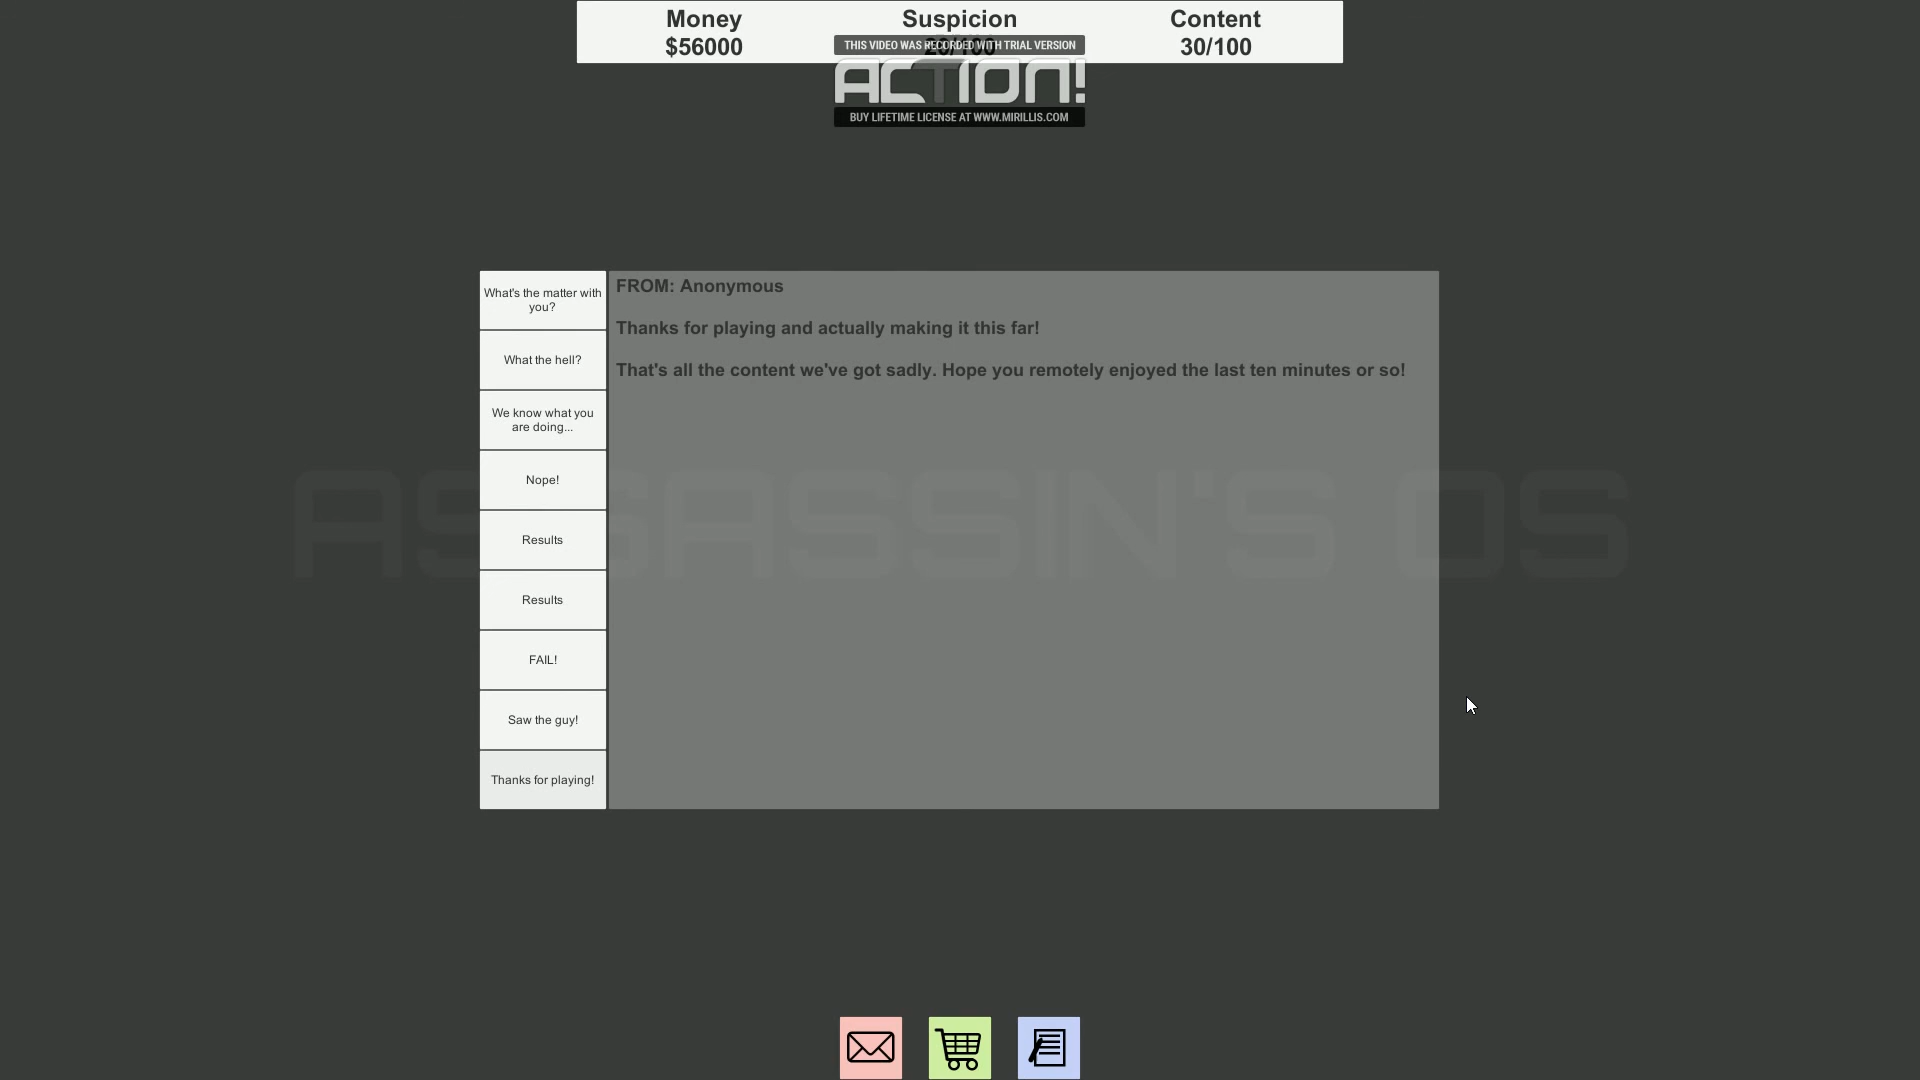 Money
Suspicion
Content
$56000
30/100
THIS VIDEO WAS RECORDED WITH TRIAL VERSION
ACTION!
BUY LIFETIME LICENSE AT WWW.MIRILLIS.COM
What's the matter with
you?
What the hell?
We know what you
are doing...
Nope!
Results
Results
FAIL!
Saw the guy!
Thanks for playing!
FROM: Anonymous
Thanks for playing and actually making it this far!
That's all the content we've got sadly. Hope you remotely enjoyed the last ten minutes or so!
ASSASSIN'S OS